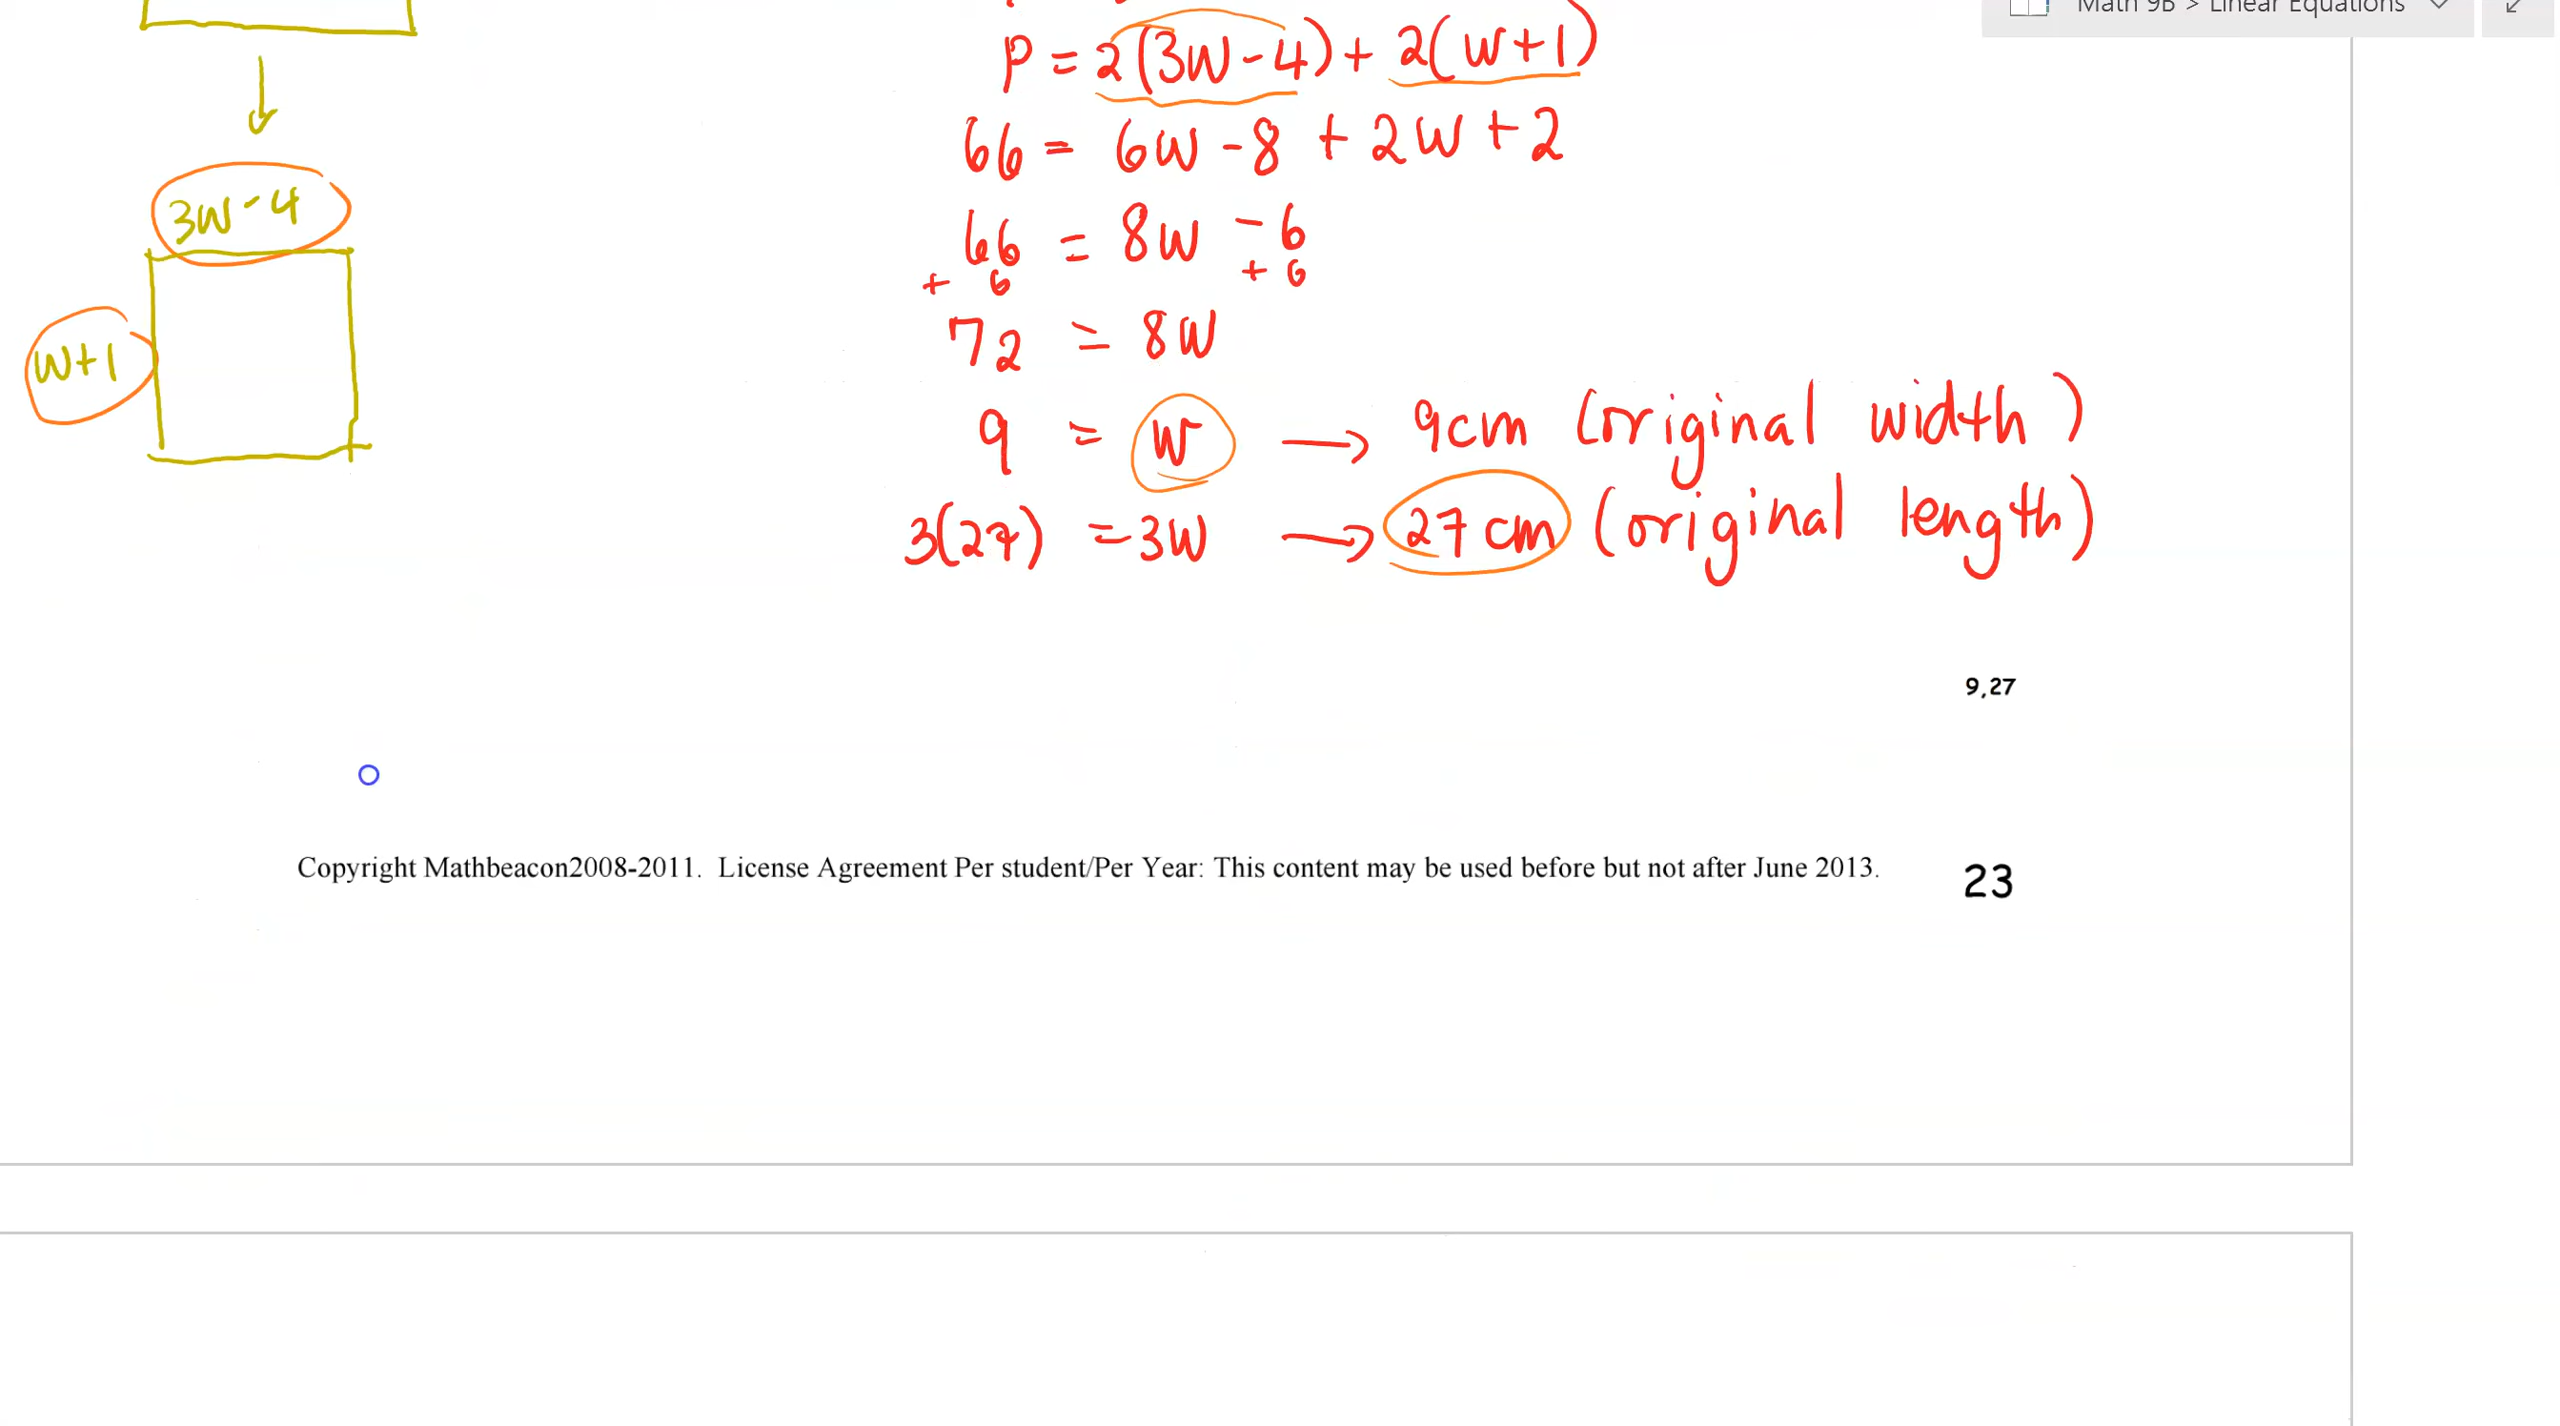 Math 9B > Linear Equations
P = 2(3w-4) + 2(w+1)
66 = 6w - 8 + 2w + 2
3w-4
66 = 8w - 6
+ 6 + 6
72 = 8w
w+1
9 = w → 9cm (original width)
3(27) = 3w → 27 cm (original length)
9,27
Copyright Mathbeacon2008-2011. License Agreement Per student/Per Year: This content may be used before but not after June 2013.
23